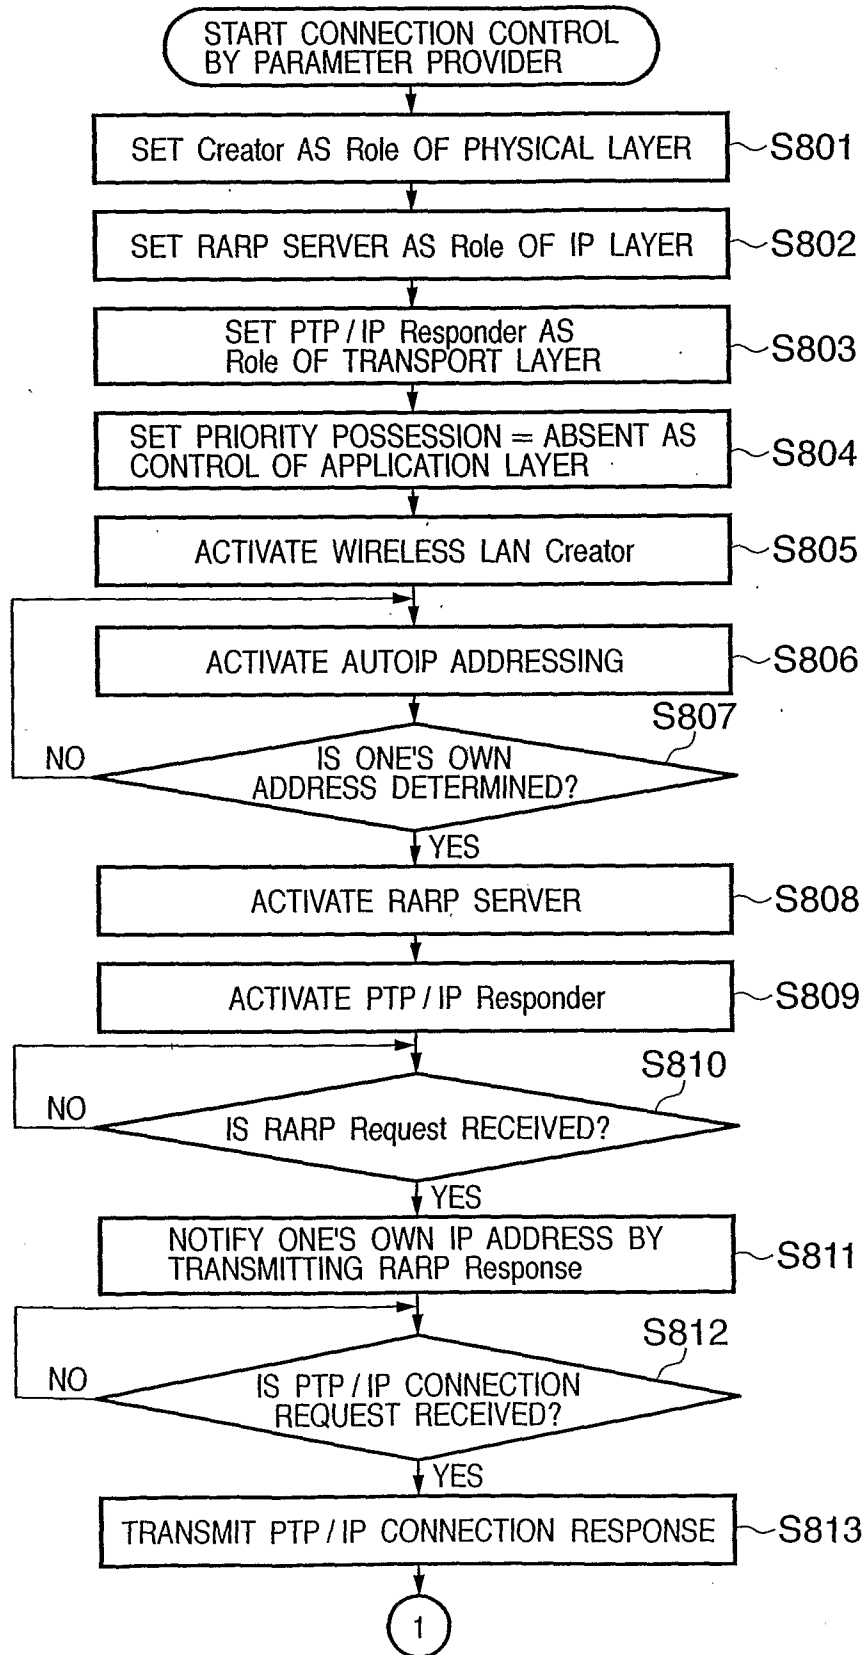 START CONNECTION CONTROL
BY PARAMETER PROVIDER
SET Creator AS Role OF PHYSICAL LAYER
S801
SET RARP SERVER AS Role OF IP LAYER
S802
SET PTP / IP Responder AS
Role OF TRANSPORT LAYER
S803
SET PRIORITY POSSESSION = ABSENT AS
CONTROL OF APPLICATION LAYER
S804
ACTIVATE WIRELESS LAN Creator
S805
ACTIVATE AUTOIP ADDRESSING
S806
S807
NO
IS ONE'S OWN
ADDRESS DETERMINED?
YES
ACTIVATE RARP SERVER
S808
ACTIVATE PTP / IP Responder
S809
S810
NO
IS RARP Request RECEIVED?
YES
NOTIFY ONE'S OWN IP ADDRESS BY
TRANSMITTING RARP Response
S811
S812
NO
IS PTP / IP CONNECTION
REQUEST RECEIVED?
YES
TRANSMIT PTP / IP CONNECTION RESPONSE
S813
1